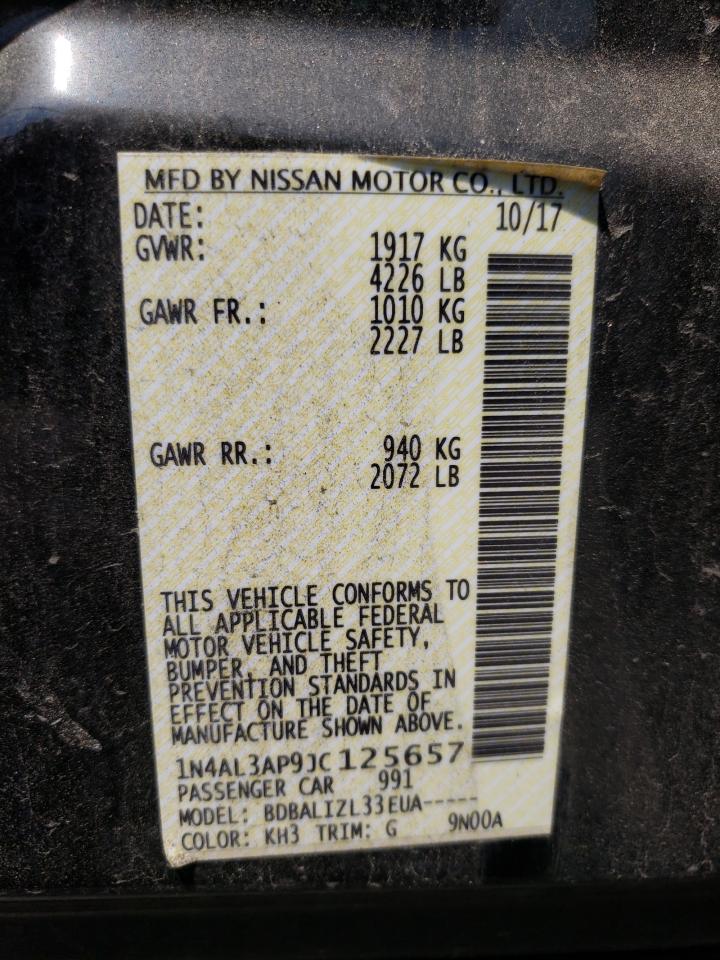 MFD BY NISSAN MOTOR CO., LTD.
DATE: 10/17
GVWR: 1917 KG
4226 LB
GAWR FR.: 1010 KG
2227 LB
GAWR RR.: 940 KG
2072 LB
THIS VEHICLE CONFORMS TO
ALL APPLICABLE FEDERAL
MOTOR VEHICLE SAFETY,
BUMPER, AND THEFT
PREVENTION STANDARDS IN
EFFECT ON THE DATE OF
MANUFACTURE SHOWN ABOVE.
1N4AL3AP9JC125657
PASSENGER CAR 991
MODEL: BDBALIZL33EUA-----
COLOR: KH3 TRIM: G 9N00A